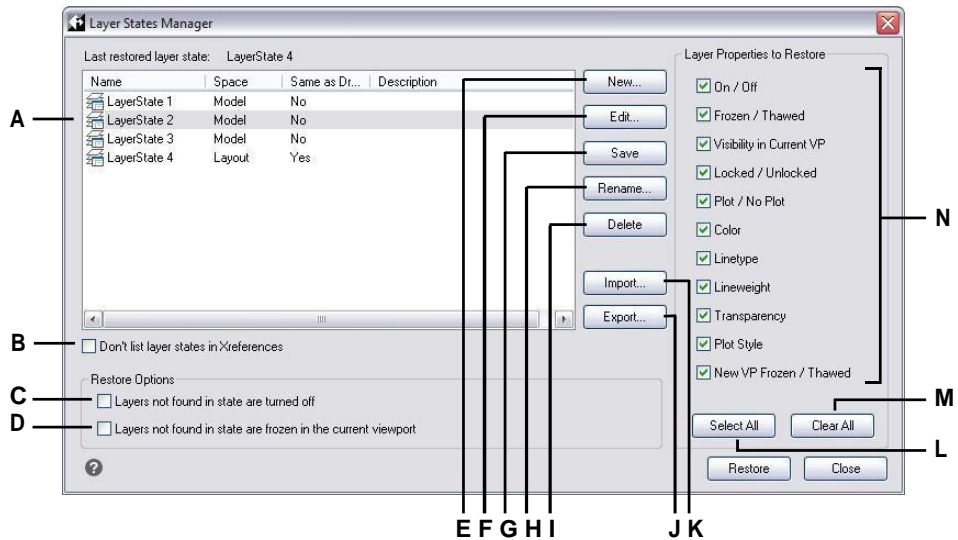 Layer States Manager
Last restored layer state: LayerState 4
Name Space Same as Dr... Description
LayerState 1 Model No
LayerState 2 Model No
LayerState 3 Model No
LayerState 4 Layout Yes
New...
Edit...
Save
Rename...
Delete
Import...
Export...
Don't list layer states in Xreferences
Restore Options
Layers not found in state are turned off
Layers not found in state are frozen in the current viewport
Layer Properties to Restore
On / Off
Frozen / Thawed
Visibility in Current VP
Locked / Unlocked
Plot / No Plot
Color
Linetype
Lineweight
Transparency
Plot Style
New VP Frozen / Thawed
Select All Clear All
Restore Close
?
A
B
C
D
E F G H I J K
L
M
N